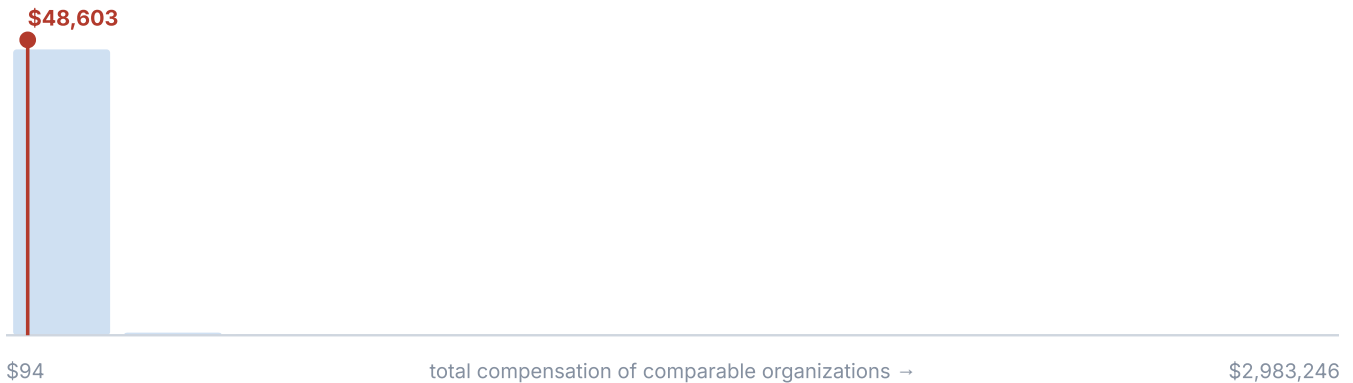 $48,603
$94
total compensation of comparable organizations →
$2,983,246